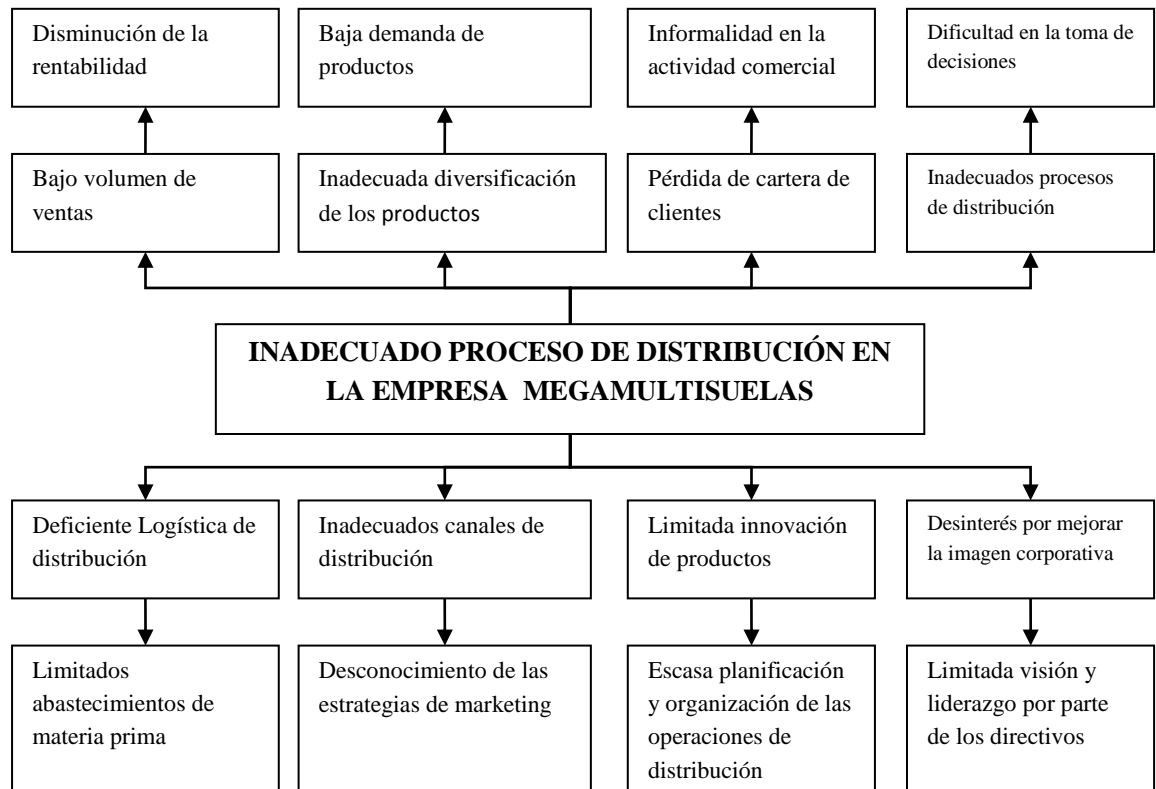 Disminución de la
rentabilidad
Baja demanda de
productos
Informalidad en la
actividad comercial
Dificultad en la toma de
decisiones
Bajo volumen de
ventas
Inadecuada diversificación
de los productos
Pérdida de cartera de
clientes
Inadecuados procesos
de distribución
INADECUADO PROCESO DE DISTRIBUCIÓN EN
LA EMPRESA MEGAMULTISUELAS
Deficiente Logística de
distribución
Inadecuados canales de
distribución
Limitada innovación
de productos
Desinterés por mejorar
la imagen corporativa
Limitados
abastecimientos de
materia prima
Desconocimiento de las
estrategias de marketing
Escasa planificación
y organización de las
operaciones de
distribución
Limitada visión y
liderazgo por parte
de los directivos